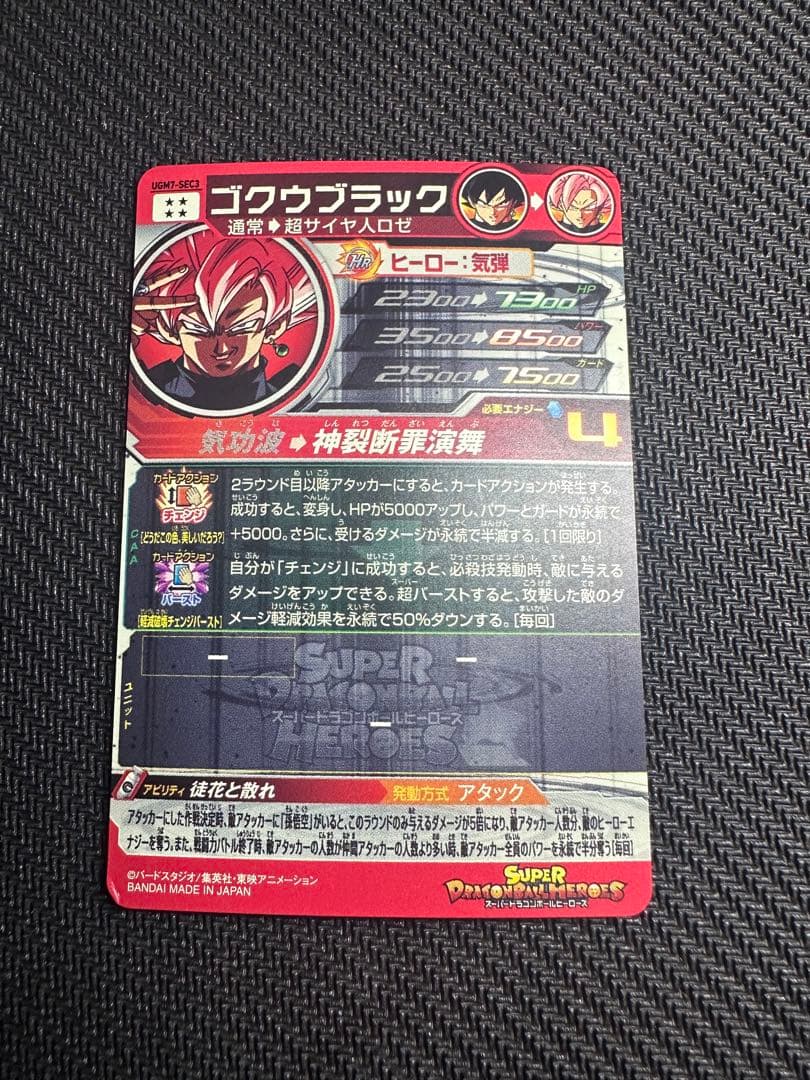 UGM7-SEC3
★★
★★
ゴクウブラック
通常➡超サイヤ人ロゼ
HR
ヒーロー:気弾
2300➡7300 HP
3500➡8500 パワー
2500➡7500 ガード
必要エナジー 4
気功波➡神裂断罪演舞
CAA
カードアクション
チェンジ
[どうだこの色、美しいだろう?]
2ラウンド目以降アタッカーにすると、カードアクションが発生する。
成功すると、変身し、HPが5000アップし、パワーとガードが永続で
+5000。さらに、受けるダメージが永続で半減する。[1回限り]
カードアクション
バースト
[軽減破壊チェンジバースト]
自分が「チェンジ」に成功すると、必殺技発動時、敵に与える
ダメージをアップできる。超バーストすると、攻撃した敵のダ
メージ軽減効果を永続で50%ダウンする。[毎回]
ユニット
ー
ー
ー
SUPER
DRAGONBALL
スーパードラゴンボールヒーローズ
HEROES
アビリティ 徒花と散れ
発動方式 アタック
アタッカーにした作戦決定時、敵アタッカーに「孫悟空」がいると、このラウンドのみ与えるダメージが5倍になり、敵アタッカー人数分、敵のヒーローエ
ナジーを奪う。また、戦闘力バトル終了時、敵アタッカーの人数が仲間アタッカーの人数より多い時、敵アタッカー全員のパワーを永続で半分奪う[毎回]
©バードスタジオ/集英社・東映アニメーション
BANDAI MADE IN JAPAN
SUPER
DRAGONBALL HEROES
スーパードラゴンボールヒーローズ